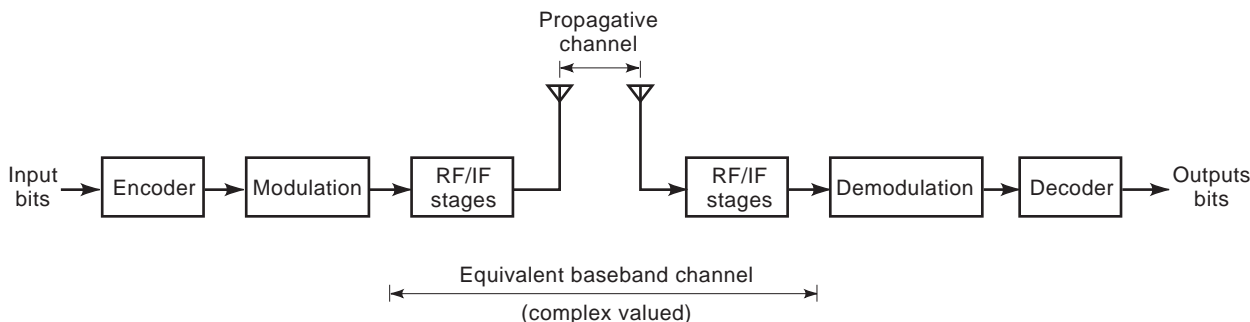 Propagative
channel
Input
bits
Encoder
Modulation
RF/IF
stages
RF/IF
stages
Demodulation
Decoder
Outputs
bits
Equivalent baseband channel
(complex valued)